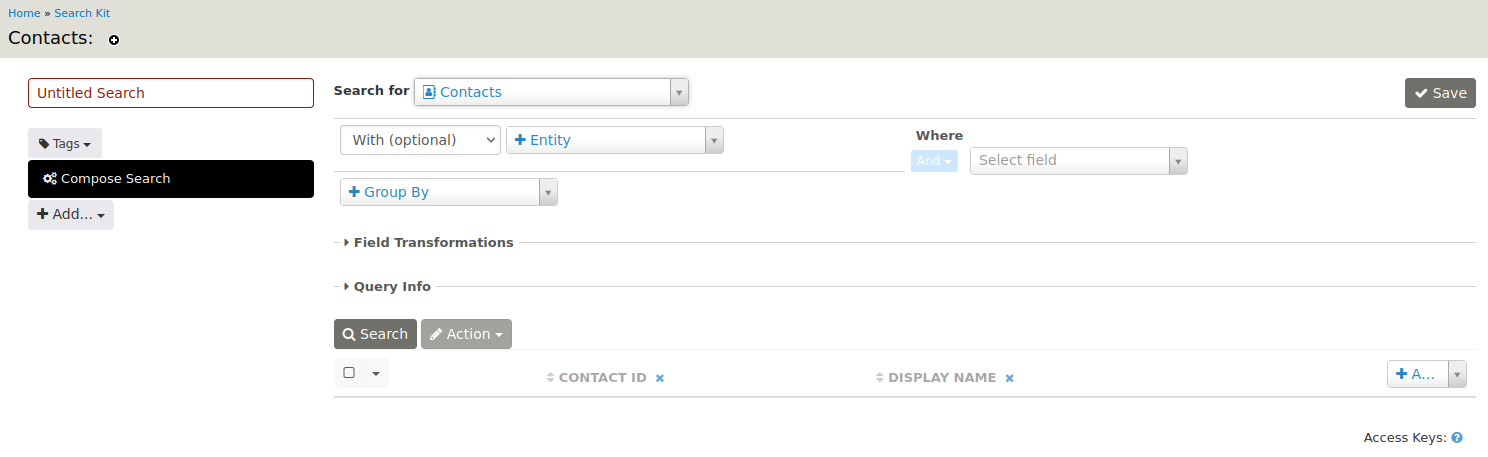 Home » Search Kit
Contacts:
Untitled Search
Search for Contacts
Save
Tags
With (optional)
+ Entity
Where
And
Select field
Compose Search
+ Group By
+ Add...
Field Transformations
Query Info
Search
Action
CONTACT ID ×
DISPLAY NAME ×
+ A...
Access Keys: ?